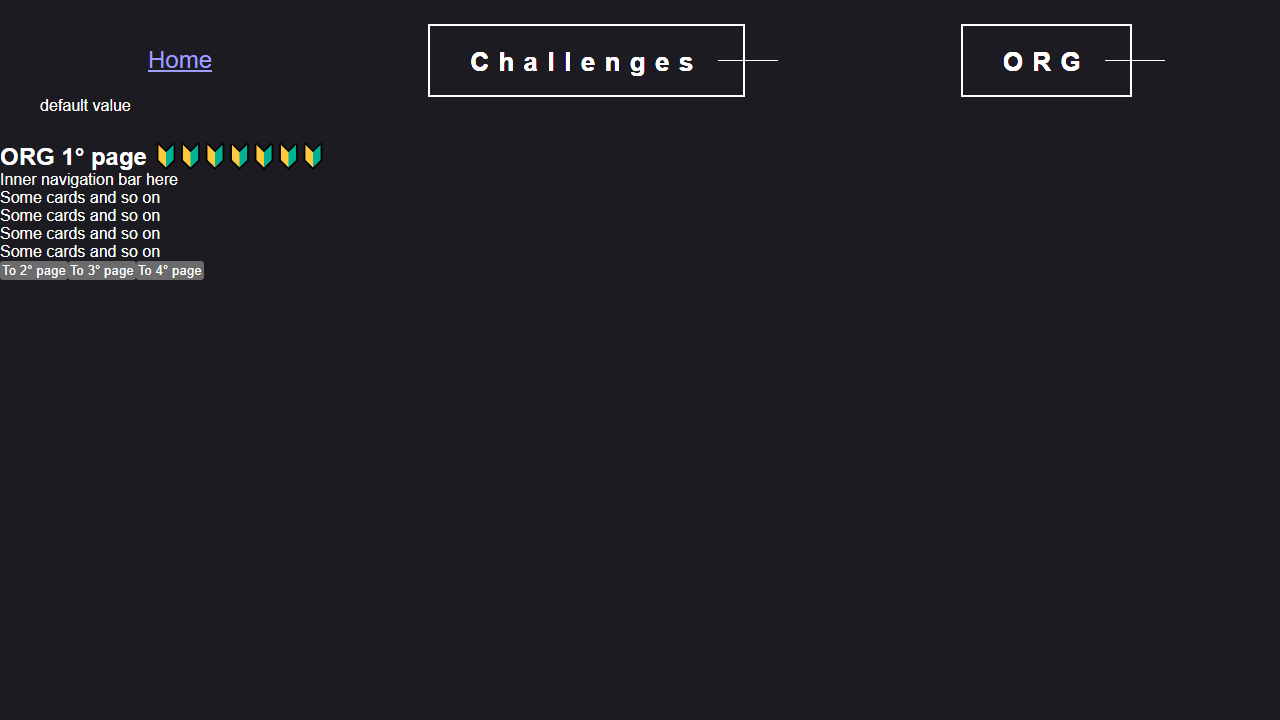 Home
Challenges
ORG
default value
ORG 1° page 🔰🔰🔰🔰🔰🔰🔰
Inner navigation bar here
Some cards and so on
Some cards and so on
Some cards and so on
Some cards and so on
To 2° page To 3° page To 4° page